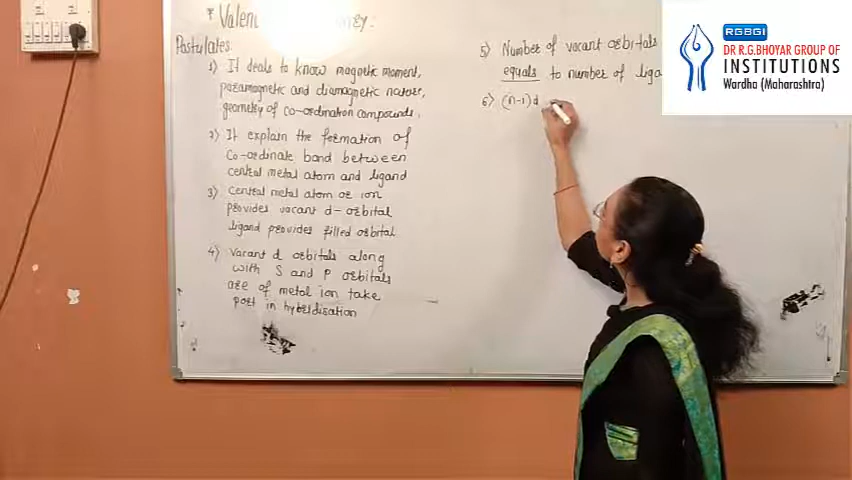 Postulates:
1) It deals to know magnetic moment,
paramagnetic and diamagnetic nature,
geometry of co-ordination compounds.
2) It explain the formation of
Co-ordinate bond between
central metal atom and ligand
3) Central metal atom or ion
provides vacant d-orbital
ligand provides filled orbital
4) Vacant d orbitals along
with S and P orbitals
are of metal ion take
part in hybridisation
5) Number of vacant orbitals
equals to number of liga
6) (n-1)d
RGBGI
DR R.G.BHOYAR GROUP OF
INSTITUTIONS
Wardha (Maharashtra)